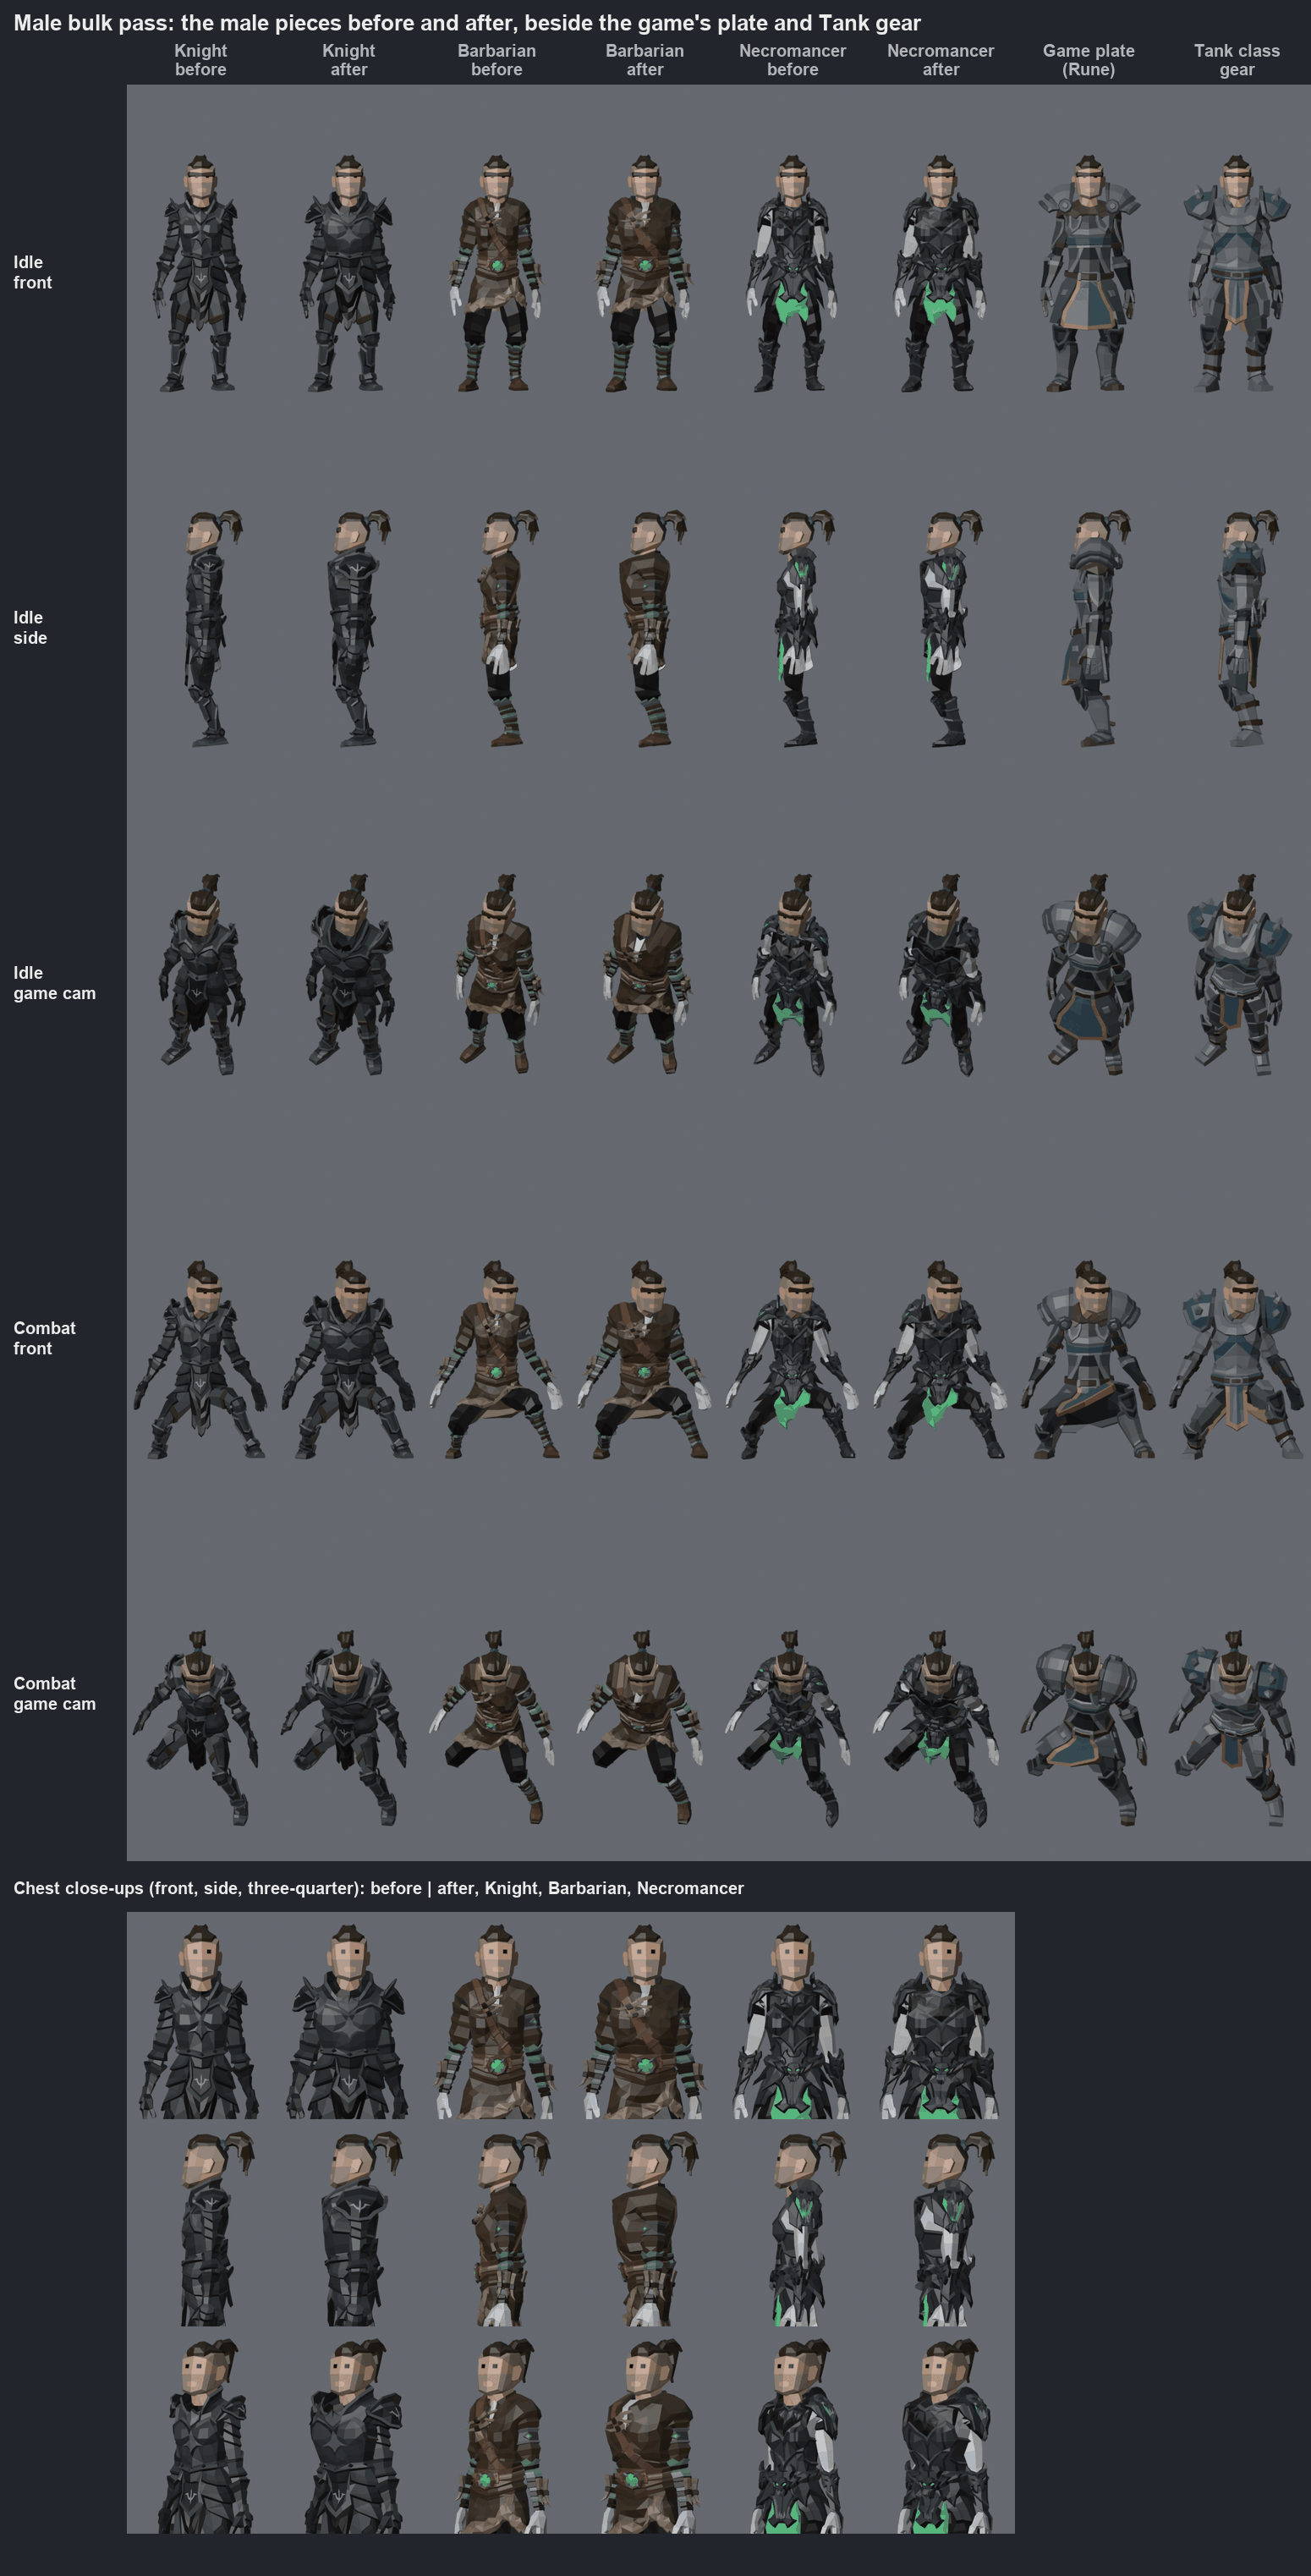 Male bulk pass: the male pieces before and after, beside the game's plate and Tank gear
Knight
before
Knight
after
Barbarian
before
Barbarian
after
Necromancer
before
Necromancer
after
Game plate
(Rune)
Tank class
gear
Idle
front
Idle
side
Idle
game cam
Combat
front
Combat
game cam
Chest close-ups (front, side, three-quarter): before | after, Knight, Barbarian, Necromancer